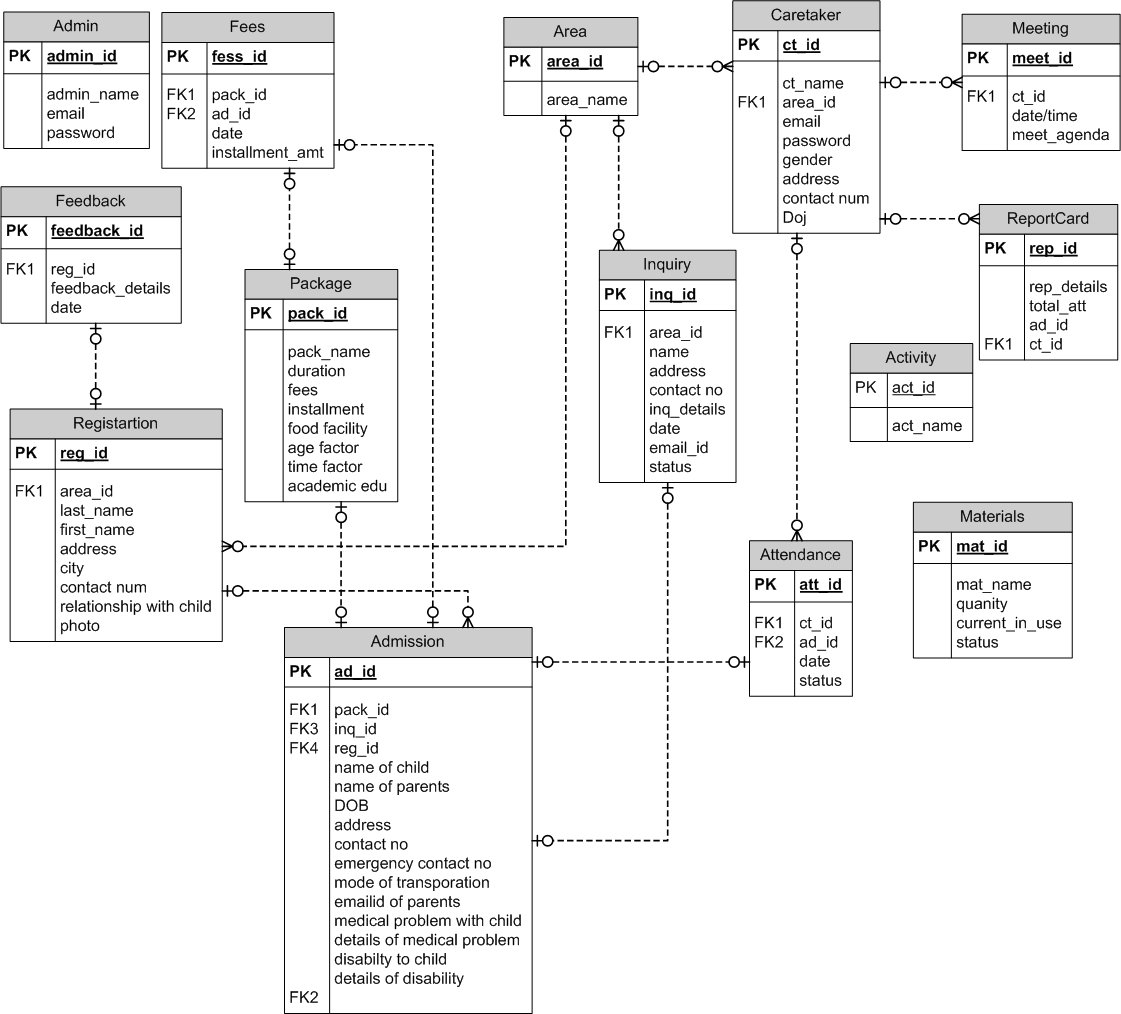 Admin
PK admin_id
admin_name
email
password
Fees
PK fess_id
FK1 pack_id
FK2 ad_id
date
installment_amt
Area
PK area_id
area_name
Caretaker
PK ct_id
ct_name
FK1 area_id
email
password
gender
address
contact num
Doj
Meeting
PK meet_id
FK1 ct_id
date/time
meet_agenda
Feedback
PK feedback_id
FK1 reg_id
feedback_details
date
Package
PK pack_id
pack_name
duration
fees
installment
food facility
age factor
time factor
academic edu
Inquiry
PK inq_id
FK1 area_id
name
address
contact no
inq_details
date
email_id
status
ReportCard
PK rep_id
rep_details
total_att
ad_id
FK1 ct_id
Activity
PK act_id
act_name
Registartion
PK reg_id
FK1 area_id
last_name
first_name
address
city
contact num
relationship with child
photo
Attendance
PK att_id
FK1 ct_id
FK2 ad_id
date
status
Materials
PK mat_id
mat_name
quanity
current_in_use
status
Admission
PK ad_id
FK1 pack_id
FK3 inq_id
FK4 reg_id
name of child
name of parents
DOB
address
contact no
emergency contact no
mode of transporation
emailid of parents
medical problem with child
details of medical problem
disabilty to child
details of disability
FK2